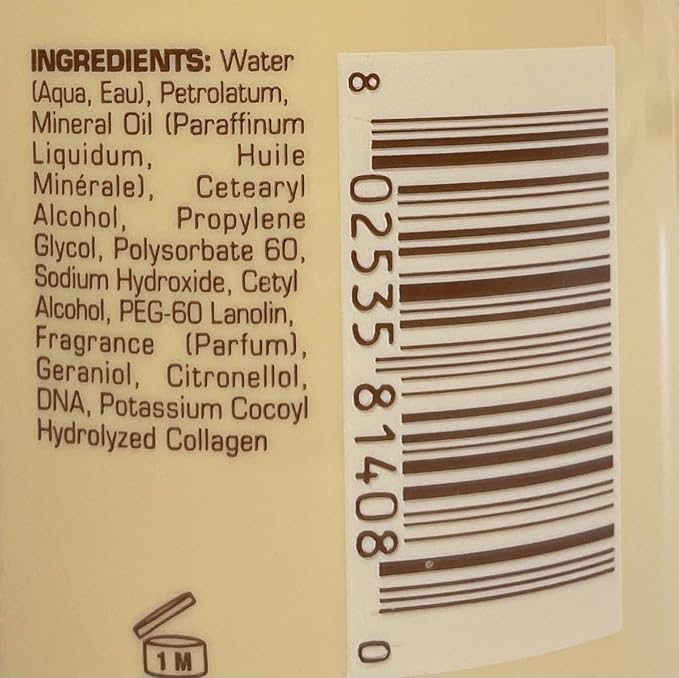 INGREDIENTS: Water
(Aqua, Eau), Petrolatum,
Mineral Oil (Paraffinum
Liquidum, Huile
Minérale), Cetearyl
Alcohol, Propylene
Glycol, Polysorbate 60,
Sodium Hydroxide, Cetyl
Alcohol, PEG-60 Lanolin,
Fragrance (Parfum),
Geraniol, Citronellol,
DNA, Potassium Cocoyl
Hydrolyzed Collagen
1 M
8 02535 81408 0